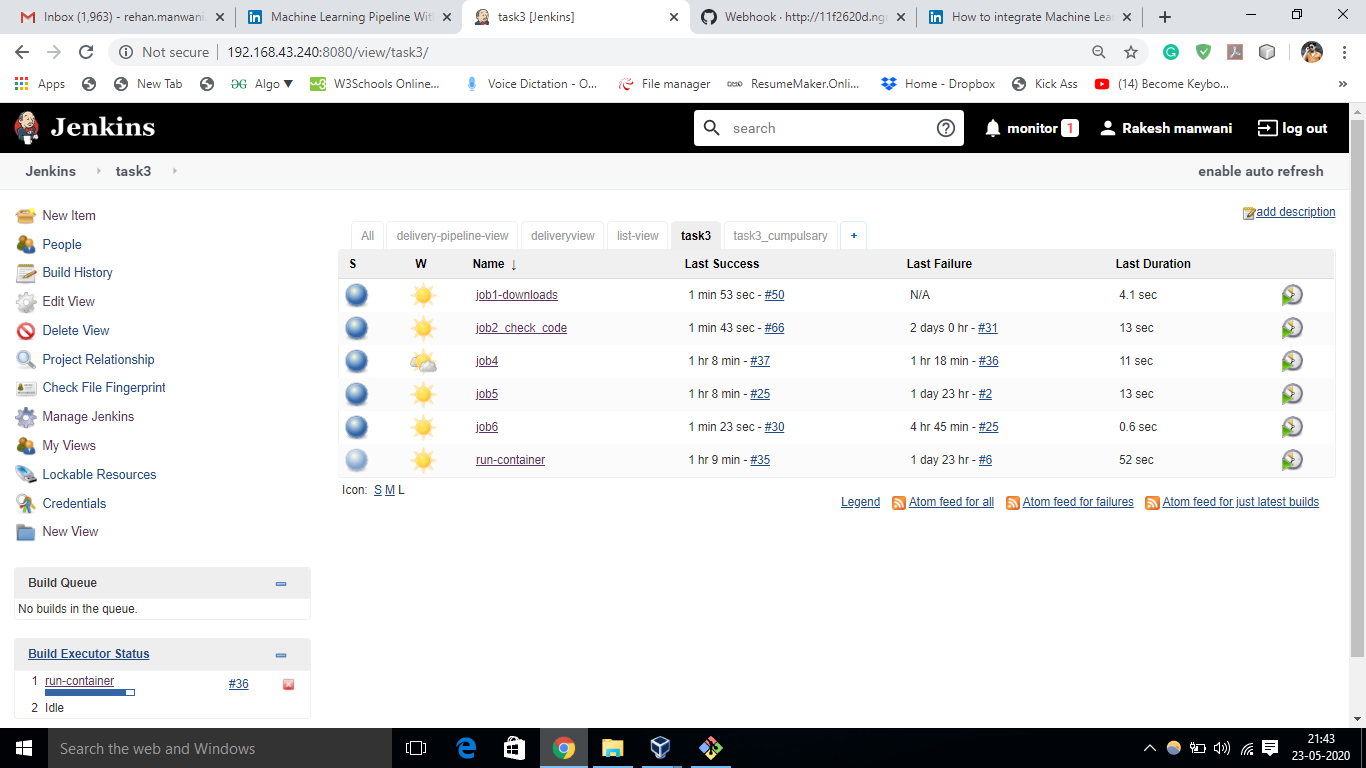 Inbox (1,963) - rehan.manwani
Machine Learning Pipeline Wit
task3 [Jenkins]
Webhook · http://11f2620d.ng
How to integrate Machine Lea
Not secure | 192.168.43.240:8080/view/task3/
Apps
New Tab
Algo
W3Schools Online...
Voice Dictation - O...
File manager
ResumeMaker.Onli...
Home - Dropbox
Kick Ass
(14) Become Keybo...
»
Jenkins
search
monitor 1
Rakesh manwani
log out
Jenkins
task3
enable auto refresh
New Item
People
Build History
Edit View
Delete View
Project Relationship
Check File Fingerprint
Manage Jenkins
My Views
Lockable Resources
Credentials
New View
Build Queue
No builds in the queue.
Build Executor Status
1 run-container #36
2 Idle
add description
All delivery-pipeline-view deliveryview list-view task3 task3_cumpulsary +
S W Name ↓ Last Success Last Failure Last Duration
job1-downloads 1 min 53 sec - #50 N/A 4.1 sec
job2_check_code 1 min 43 sec - #66 2 days 0 hr - #31 13 sec
job4 1 hr 8 min - #37 1 hr 18 min - #36 11 sec
job5 1 hr 8 min - #25 1 day 23 hr - #2 13 sec
job6 1 min 23 sec - #30 4 hr 45 min - #25 0.6 sec
run-container 1 hr 9 min - #35 1 day 23 hr - #6 52 sec
Icon: S M L
Legend Atom feed for all Atom feed for failures Atom feed for just latest builds
Search the web and Windows
21:43
23-05-2020